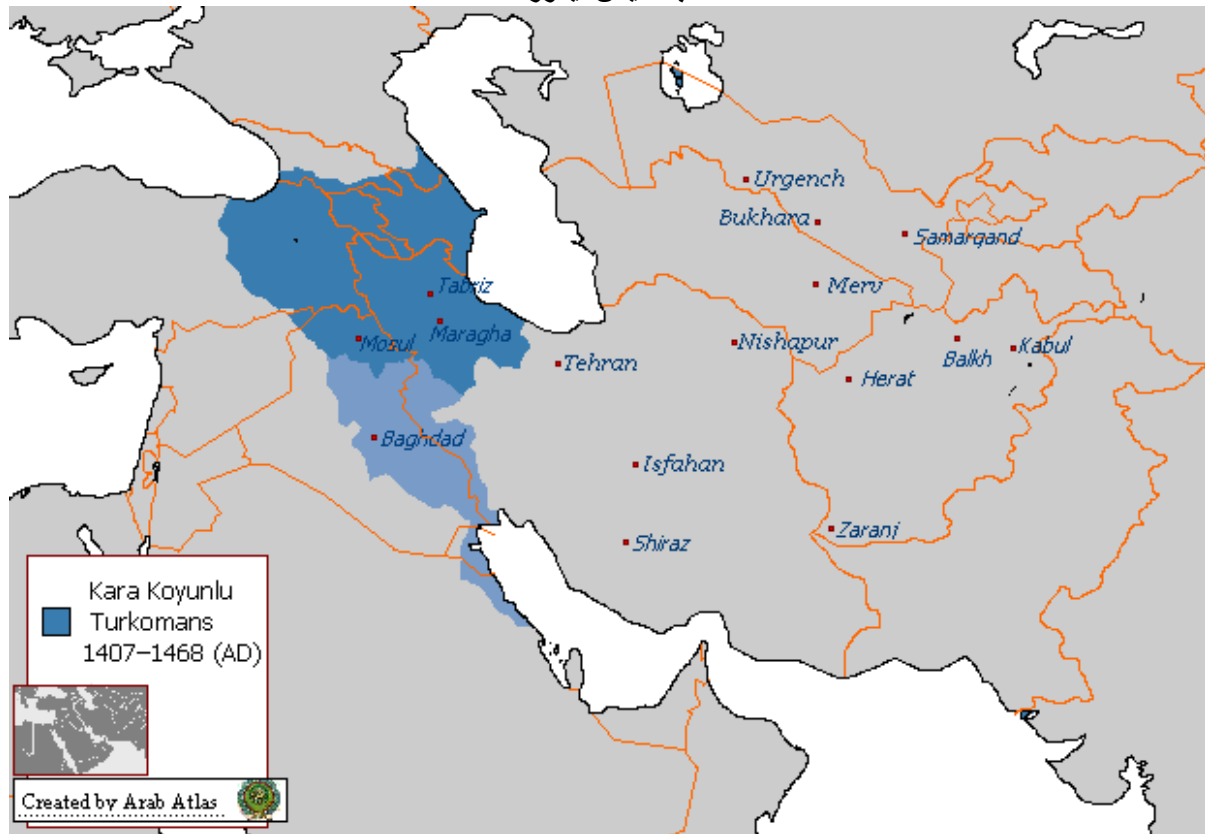 Urgench
Bukhara
Samarqand
Tabriz
Merv
Maragha
Mosul
Nishapur
Balkh
Kabul
Tehran
Herat
Baghdad
Isfahan
Zaranj
Shiraz
Kara Koyunlu
Turkomans
1407–1468 (AD)
Created by Arab Atlas